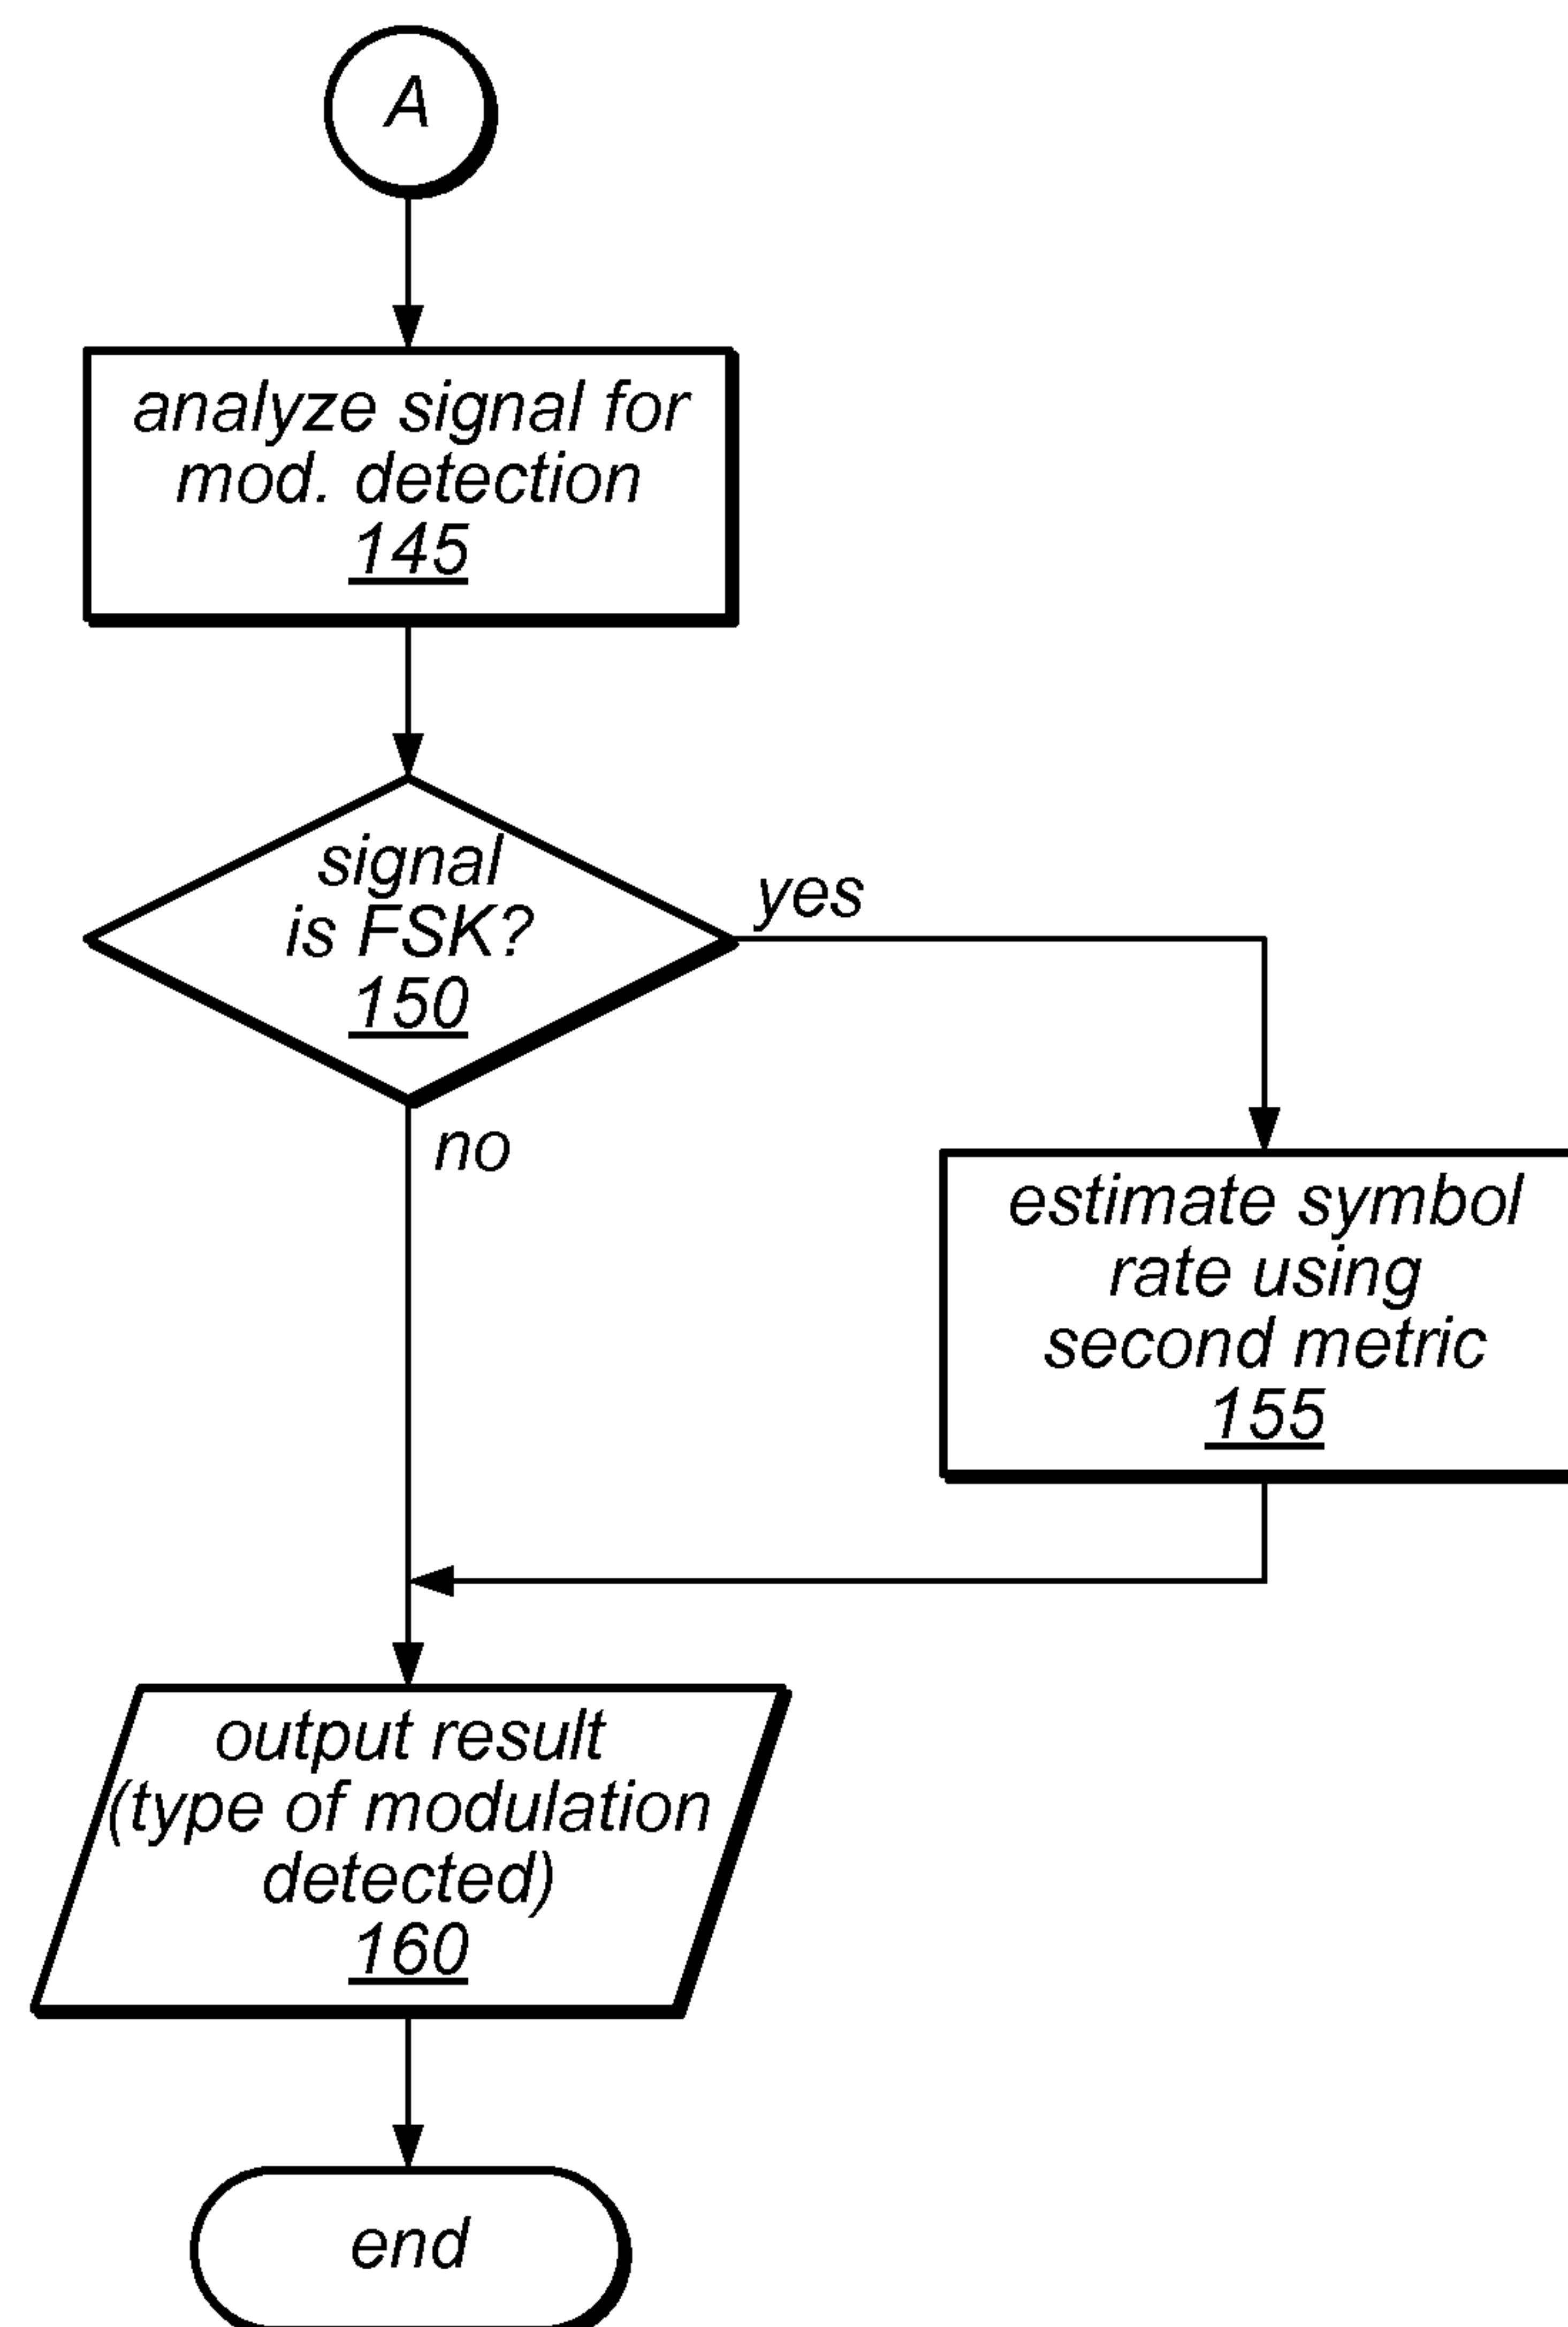 A
analyze signal for
mod. detection
145
signal
is FSK?
150
yes
no
estimate symbol
rate using
second metric
155
output result
(type of modulation
detected)
160
end